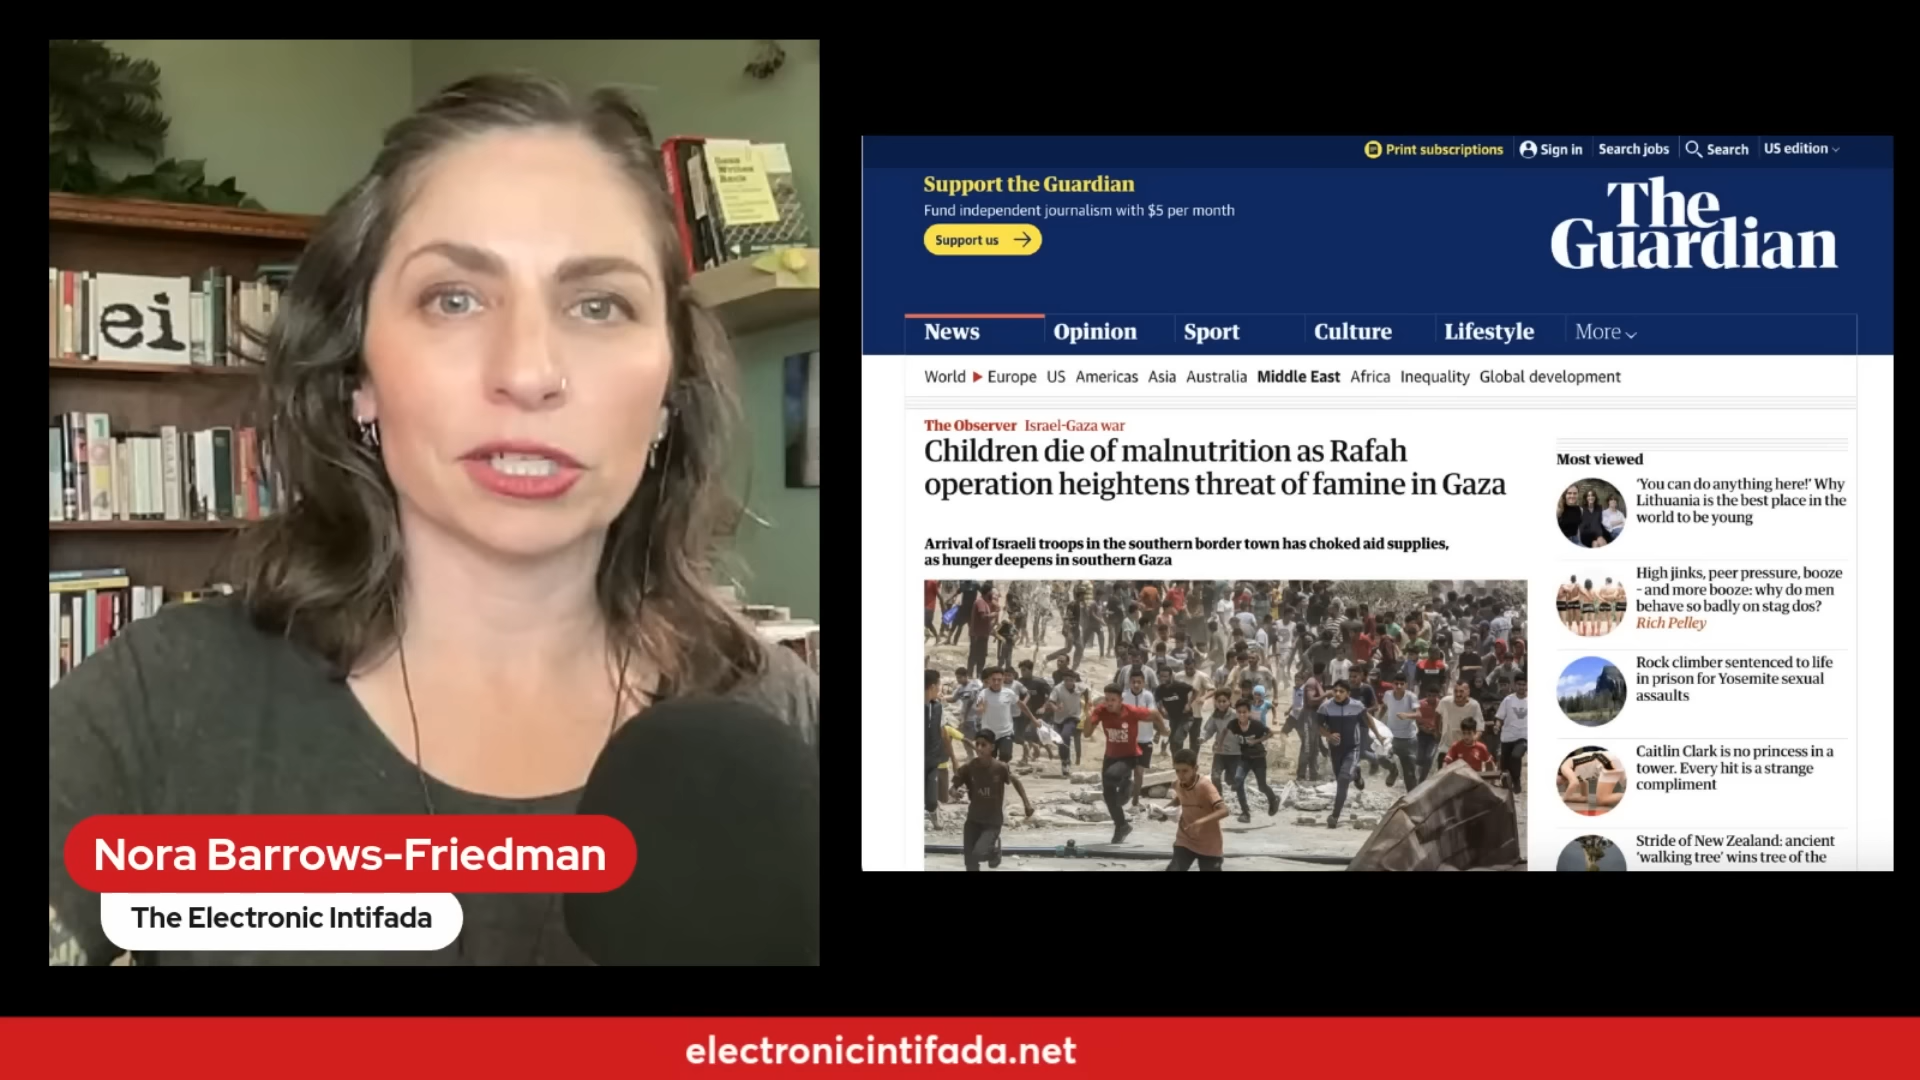 ei
Nora Barrows-Friedman
The Electronic Intifada
Print subscriptions
Sign in
Search jobs
Search
US edition
Support the Guardian
Fund independent journalism with $5 per month
Support us
The
Guardian
News
Opinion
Sport
Culture
Lifestyle
More
World
Europe
US
Americas
Asia
Australia
Middle East
Africa
Inequality
Global development
The Observer Israel-Gaza war
Children die of malnutrition as Rafah
operation heightens threat of famine in Gaza
Arrival of Israeli troops in the southern border town has choked aid supplies,
as hunger deepens in southern Gaza
Most viewed
‘You can do anything here!’ Why
Lithuania is the best place in the
world to be young
High jinks, peer pressure, booze
– and more booze: why do men
behave so badly on stag dos?
Rich Pelley
Rock climber sentenced to life
in prison for Yosemite sexual
assaults
Caitlin Clark is no princess in a
tower. Every hit is a strange
compliment
Stride of New Zealand: ancient
‘walking tree’ wins tree of the
electronicintifada.net